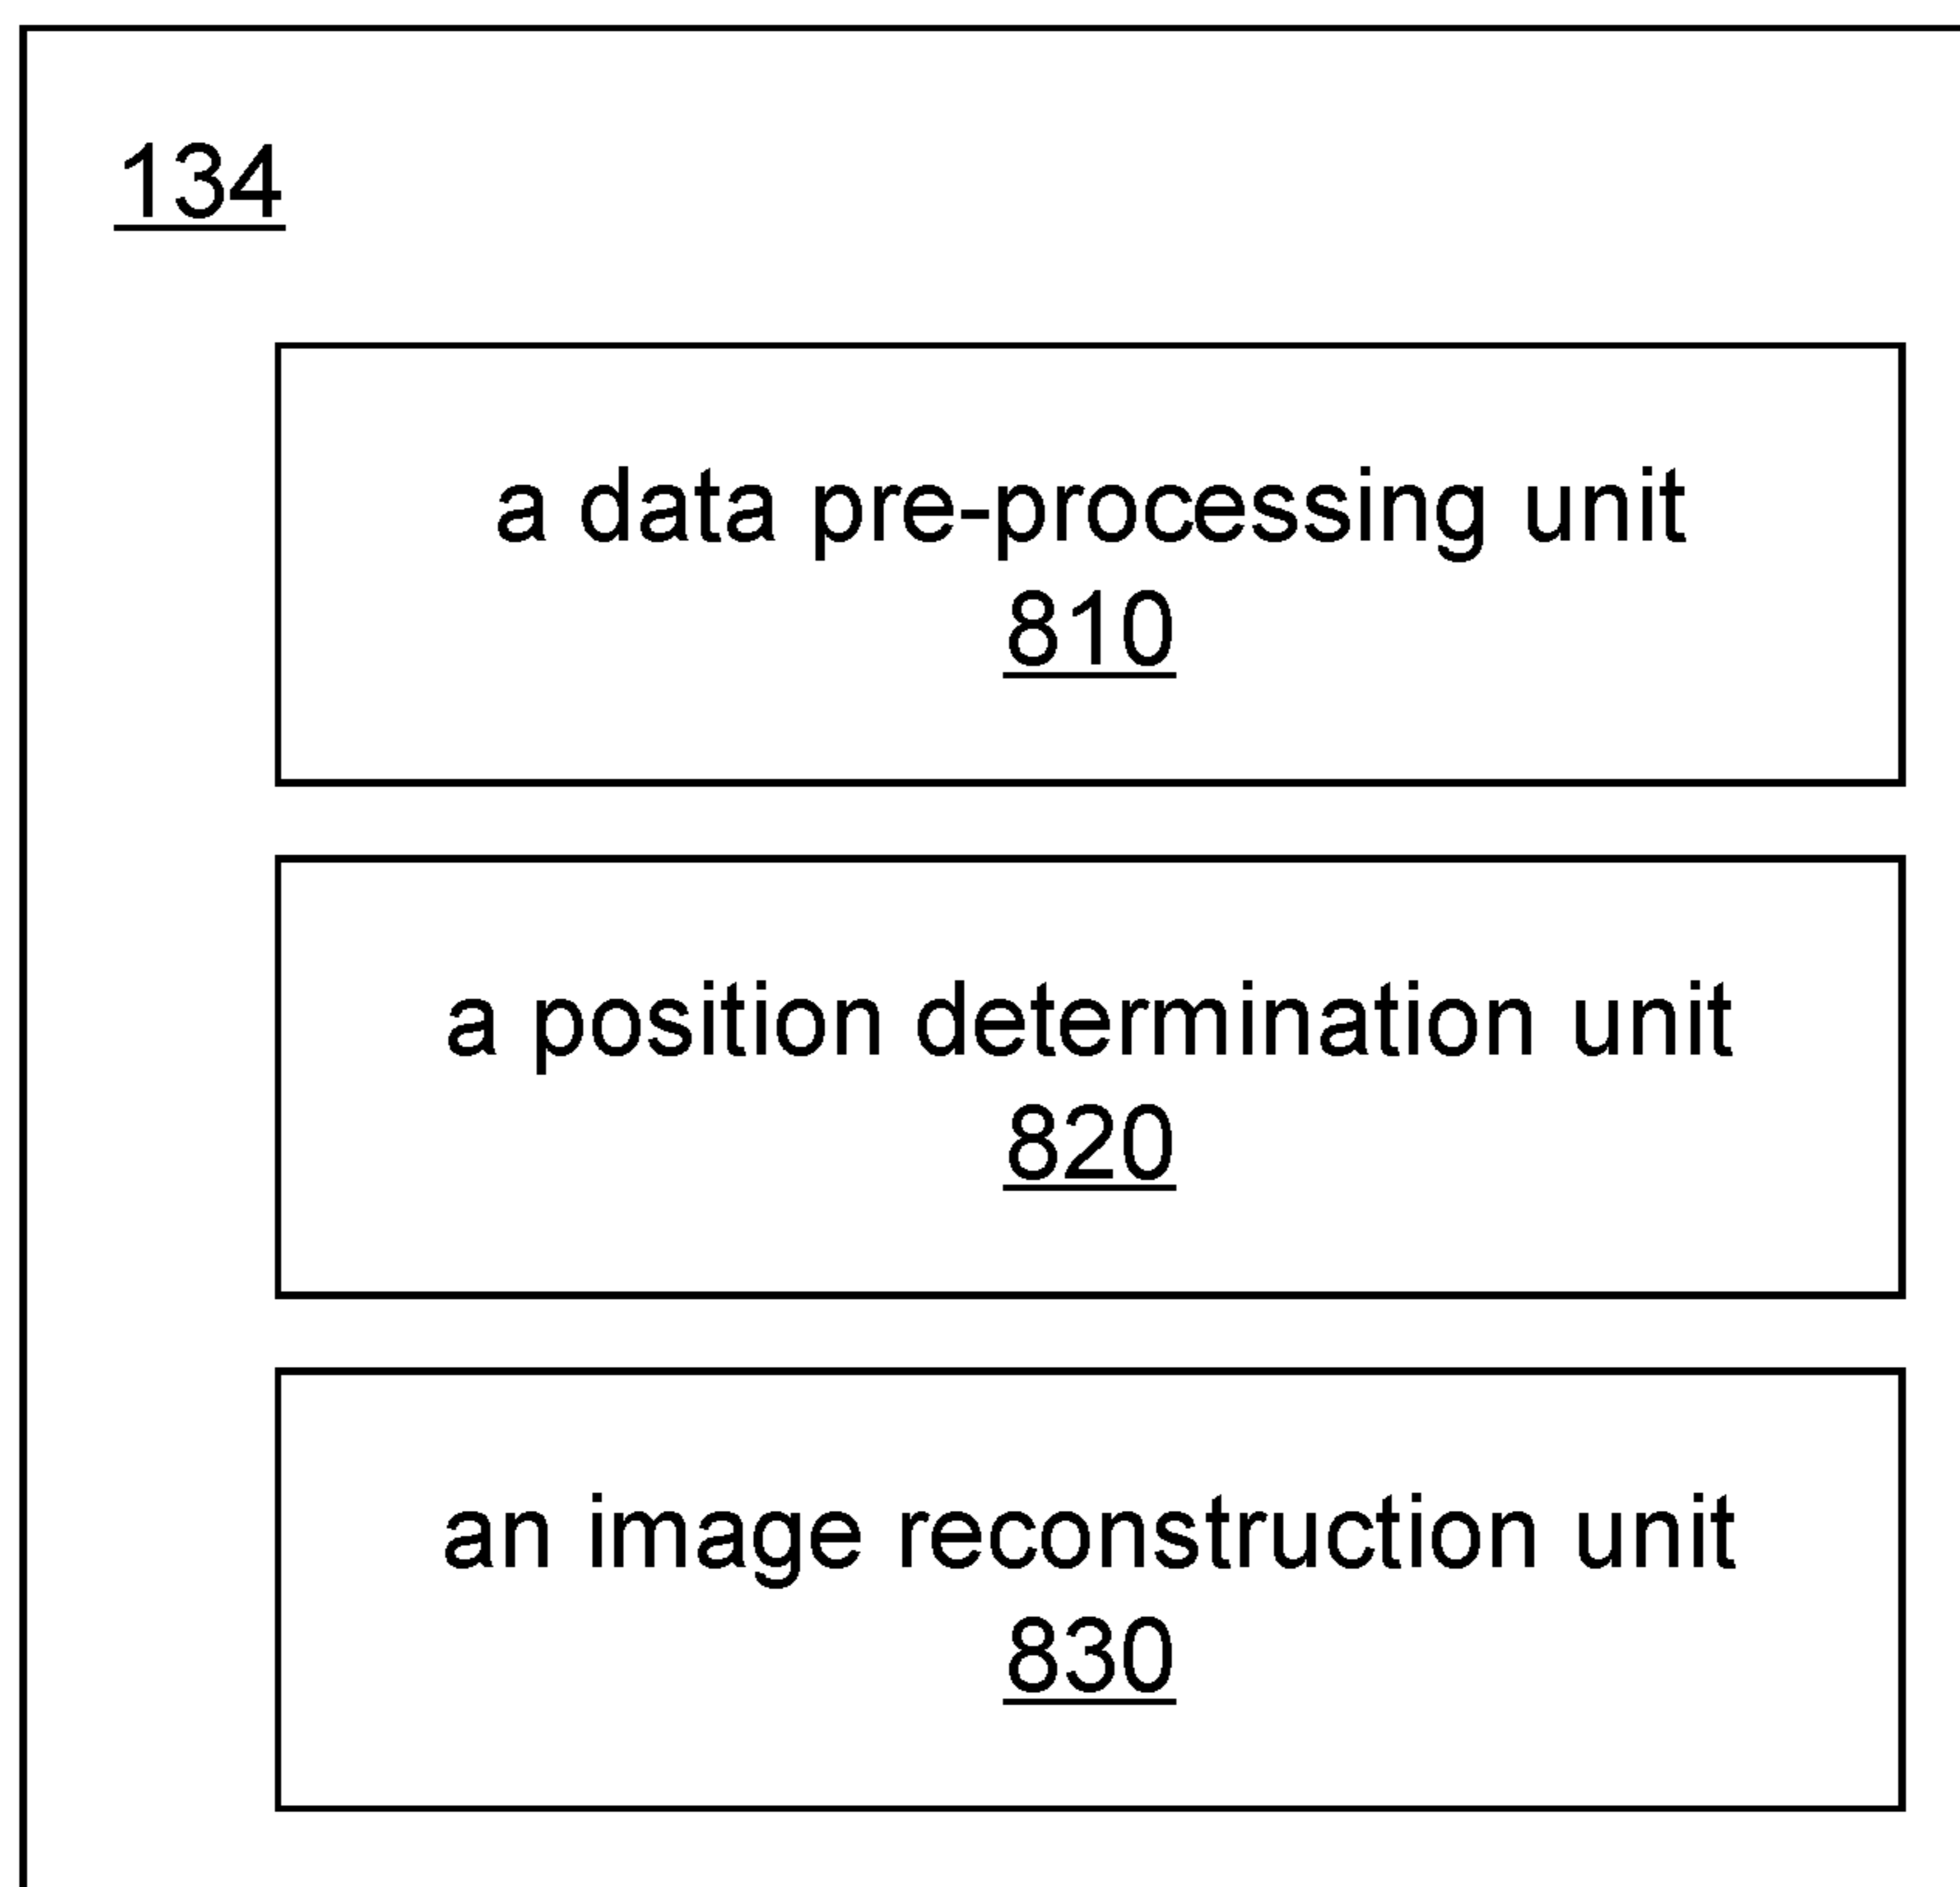 134
a data pre-processing unit
810
a position determination unit
820
an image reconstruction unit
830